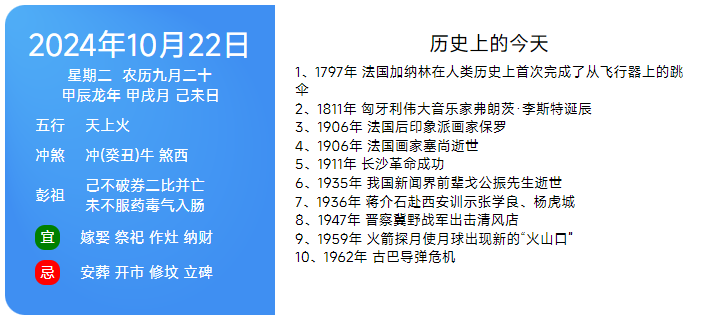 2024年10月22日
星期二 农历九月二十
甲辰龙年 甲戌月 己未日
五行 天上火
冲煞 冲(癸丑)牛 煞西
彭祖 己不破券二比并亡
未不服药毒气入肠
宜 嫁娶 祭祀 作灶 纳财
忌 安葬 开市 修坟 立碑
历史上的今天
1、1797年 法国加纳林在人类历史上首次完成了从飞行器上的跳
伞
2、1811年 匈牙利伟大音乐家弗朗茨·李斯特诞辰
3、1906年 法国后印象派画家保罗
4、1906年 法国画家塞尚逝世
5、1911年 长沙革命成功
6、1935年 我国新闻界前辈戈公振先生逝世
7、1936年 蒋介石赴西安训示张学良、杨虎城
8、1947年 晋察冀野战军出击清风店
9、1959年 火箭探月使月球出现新的“火山口”
10、1962年 古巴导弹危机